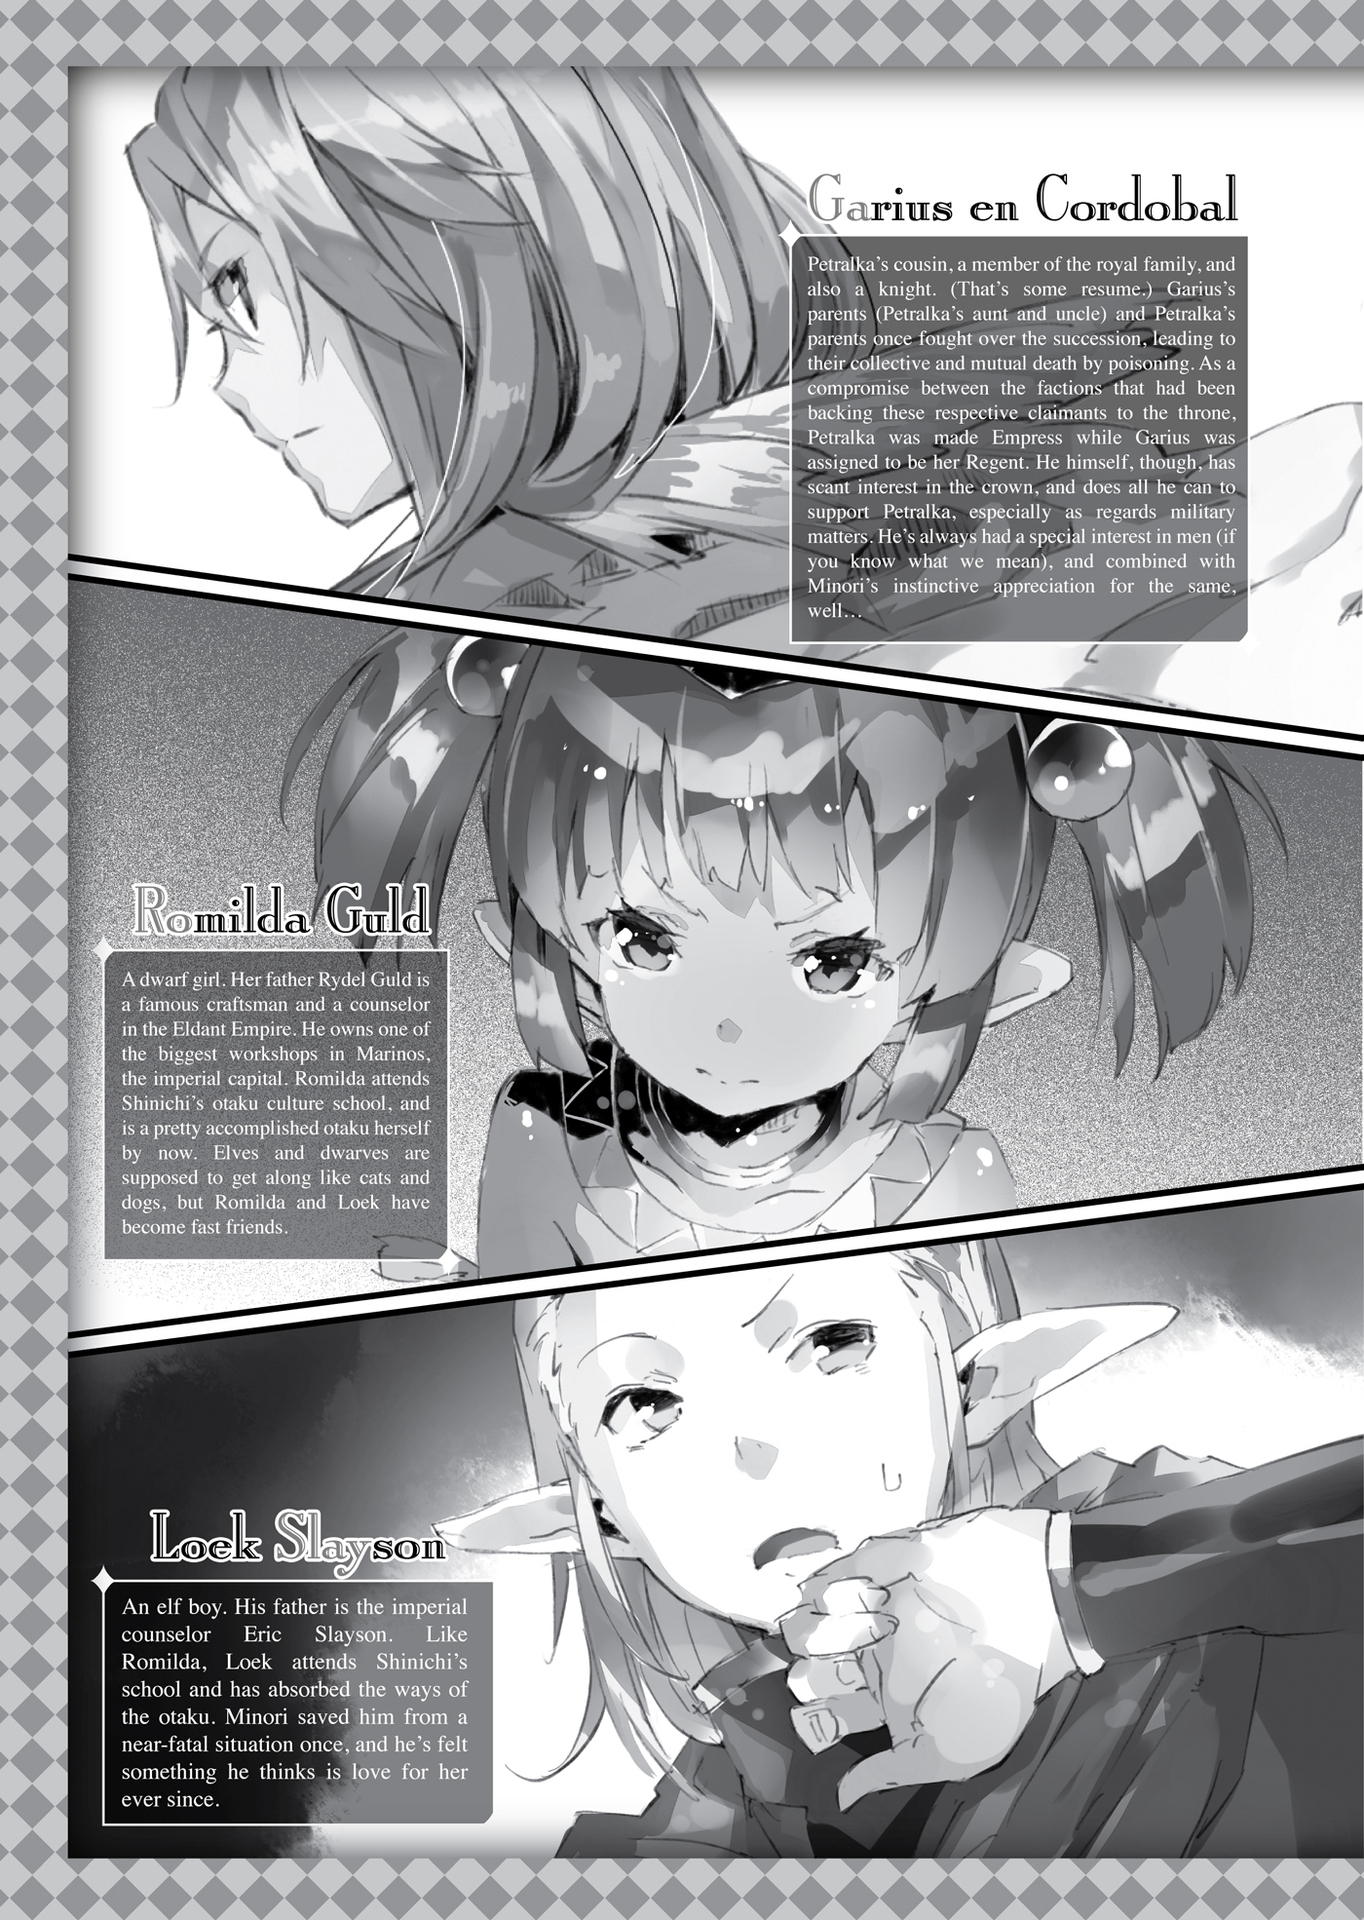 Garius en Cordobal
Petralka's cousin, a member of the royal family, and
also a knight. (That's some resume.) Garius's
parents (Petralka's aunt and uncle) and Petralka's
parents once fought over the succession, leading to
their collective and mutual death by poisoning. As a
compromise between the factions that had been
backing these respective claimants to the throne,
Petralka was made Empress while Garius was
assigned to be her Regent. He himself, though, has
scant interest in the crown, and does all he can to
support Petralka, especially as regards military
matters. He's always had a special interest in men (if
you know what we mean), and combined with
Minori's instinctive appreciation for the same,
well…
Romilda Guld
A dwarf girl. Her father Rydel Guld is
a famous craftsman and a counselor
in the Eldant Empire. He owns one of
the biggest workshops in Marinos,
the imperial capital. Romilda attends
Shinichi's otaku culture school, and
is a pretty accomplished otaku herself
by now. Elves and dwarves are
supposed to get along like cats and
dogs, but Romilda and Loek have
become fast friends.
Loek Slayson
An elf boy. His father is the imperial
counselor Eric Slayson. Like
Romilda, Loek attends Shinichi's
school and has absorbed the ways of
the otaku. Minori saved him from a
near-fatal situation once, and he's felt
something he thinks is love for her
ever since.